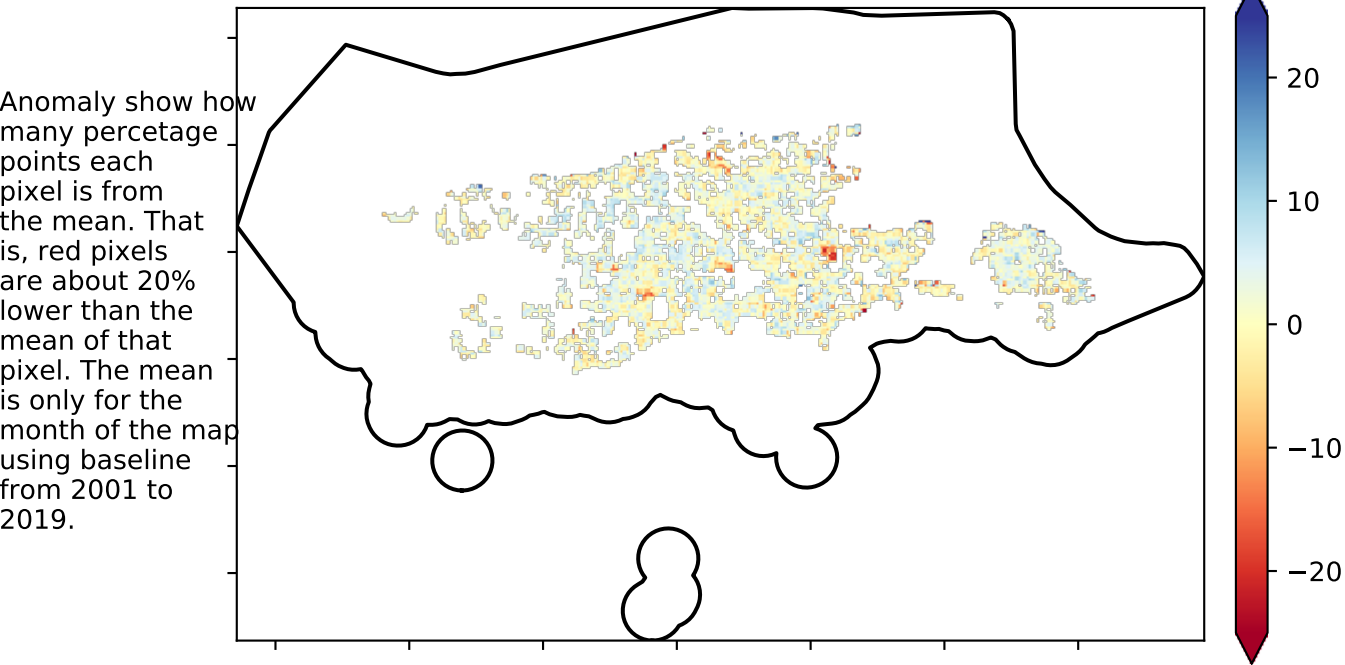 Anomaly show how
many percetage
points each
pixel is from
the mean. That
is, red pixels
are about 20%
lower than the
mean of that
pixel. The mean
is only for the
month of the map
using baseline
from 2001 to
2019.
20
10
0
−10
−20